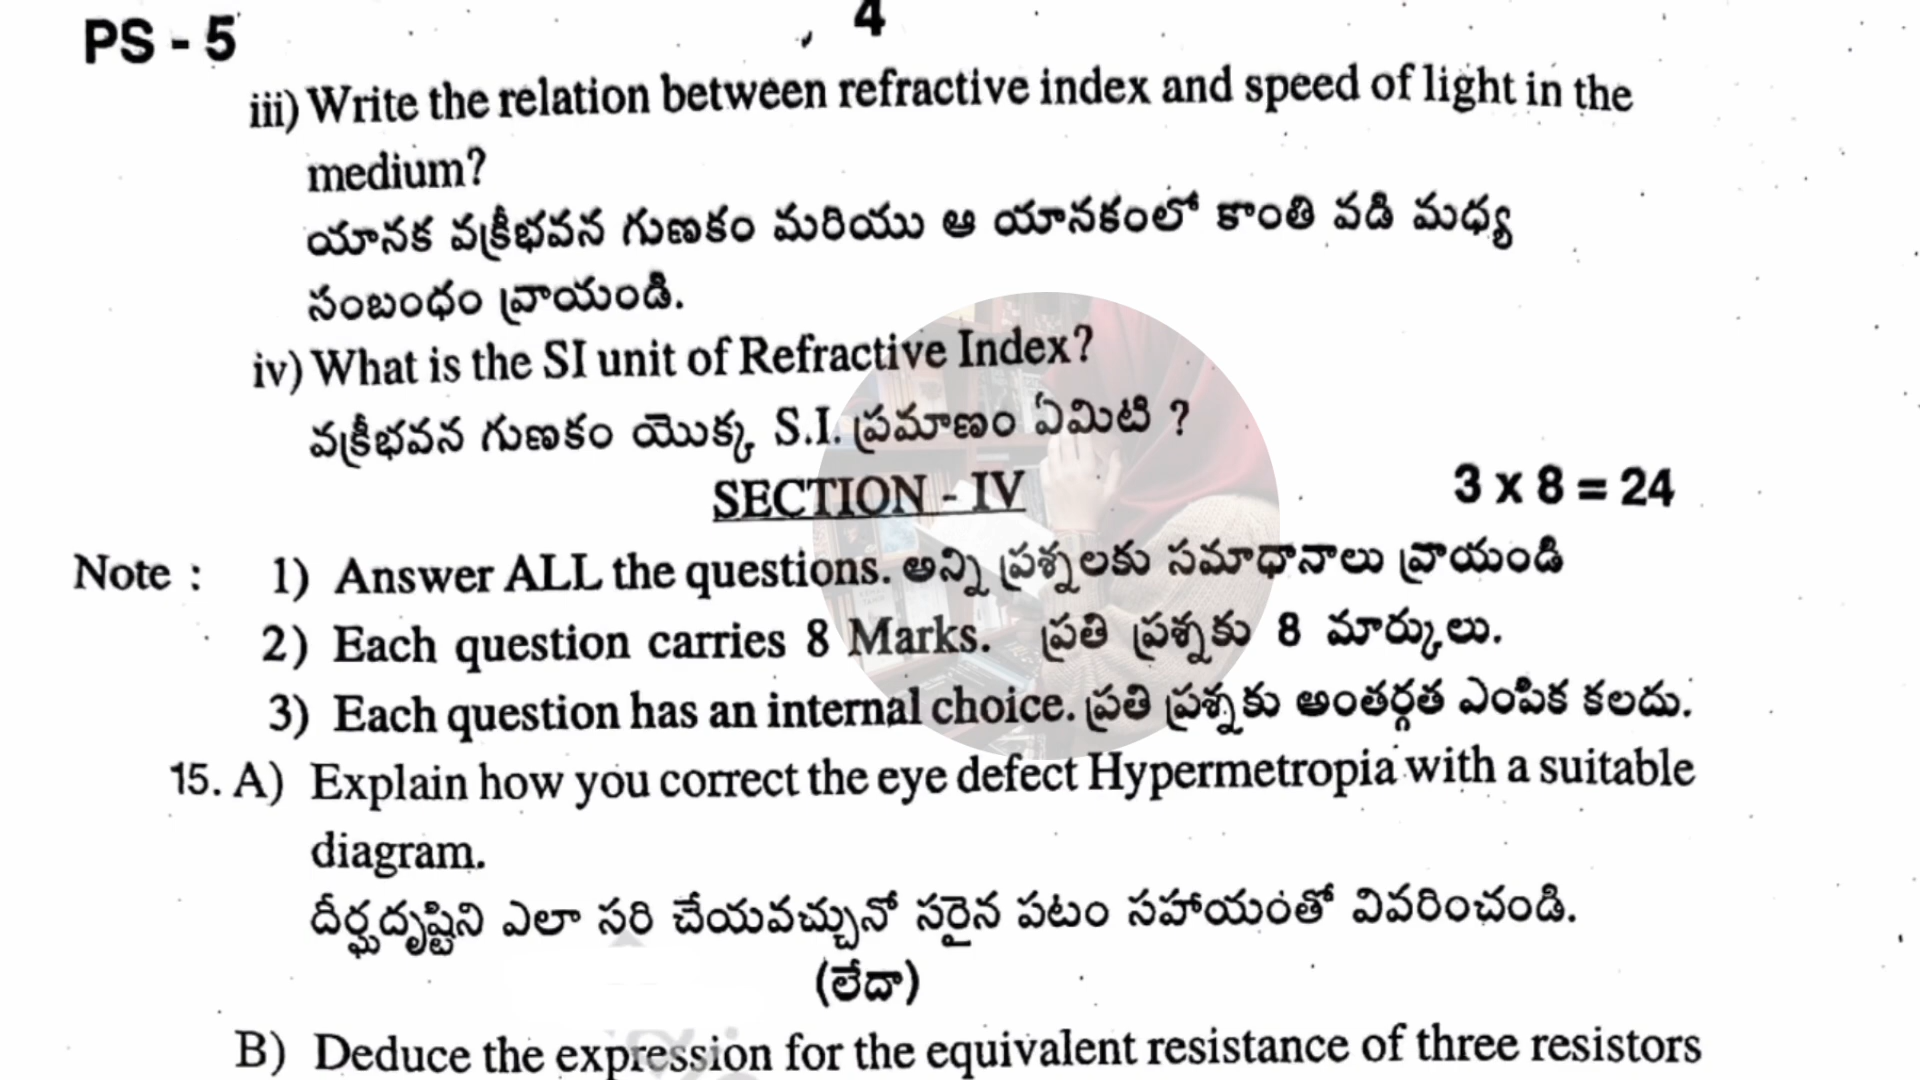 PS - 5
4
iii) Write the relation between refractive index and speed of light in the
medium?
యానక వక్రీభవన గుణకం మరియు ఆ యానకంలో కాంతి వడి మధ్య
సంబంధం వ్రాయండి.
iv) What is the SI unit of Refractive Index?
వక్రీభవన గుణకం యొక్క S.I. ప్రమాణం ఏమిటి ?
SECTION - IV
3 x 8 = 24
Note : 1) Answer ALL the questions. అన్ని ప్రశ్నలకు సమాధానాలు వ్రాయండి
2) Each question carries 8 Marks. ప్రతి ప్రశ్నకు 8 మార్కులు.
3) Each question has an internal choice. ప్రతి ప్రశ్నకు అంతర్గత ఎంపిక కలదు.
15. A) Explain how you correct the eye defect Hypermetropia with a suitable
diagram.
దీర్ఘదృష్టిని ఎలా సరి చేయవచ్చునో సరైన పటం సహాయంతో వివరించండి.
(లేదా)
B) Deduce the expression for the equivalent resistance of three resistors